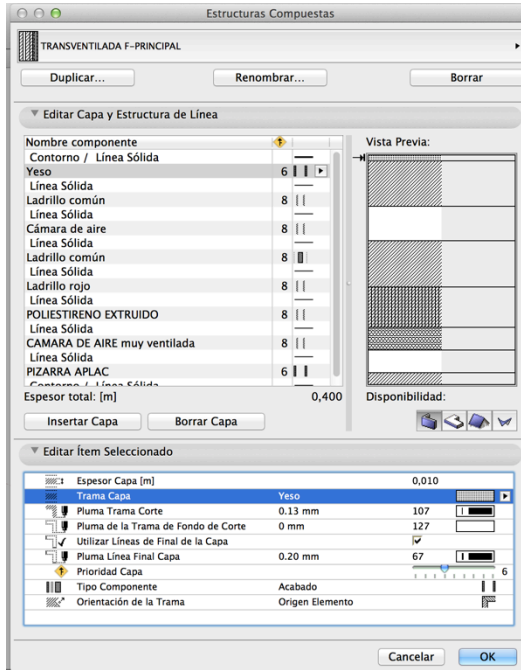 Estructuras Compuestas
TRANSVENTILADA F-PRINCIPAL
Duplicar... Renombrar... Borrar
Editar Capa y Estructura de Línea
Nombre componente
Contorno / Línea Sólida
Yeso 6
Línea Sólida
Ladrillo común 8
Línea Sólida
Cámara de aire 8
Línea Sólida
Ladrillo común 8
Línea Sólida
Ladrillo rojo 8
Línea Sólida
POLIESTIRENO EXTRUIDO 8
Línea Sólida
CAMARA DE AIRE muy ventilada 8
Línea Sólida
PIZARRA APLAC 6
Contorno / Línea Sólida
Espesor total: [m] 0,400
Insertar Capa Borrar Capa
Vista Previa:
Disponibilidad:
Editar Ítem Seleccionado
Espesor Capa [m] 0,010
Trama Capa Yeso
Pluma Trama Corte 0.13 mm 107
Pluma de la Trama de Fondo de Corte 0 mm 127
Utilizar Líneas de Final de la Capa
Pluma Línea Final Capa 0.20 mm 67
Prioridad Capa 6
Tipo Componente Acabado
Orientación de la Trama Origen Elemento
Cancelar OK